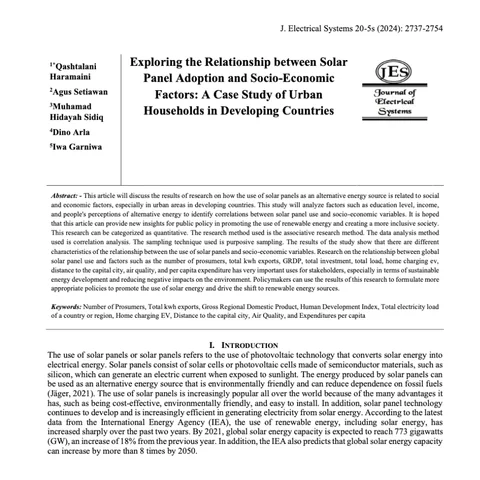 J. Electrical Systems 20-5s (2024): 2737-2754
1*Qashtalani
Haramaini
2Agus Setiawan
3Muhamad
Hidayah Sidiq
4Dino Arla
5Iwa Garniwa
Exploring the Relationship between Solar
Panel Adoption and Socio-Economic
Factors: A Case Study of Urban
Households in Developing Countries
JES
Journal of
Electrical
Systems
Abstract: - This article will discuss the results of research on how the use of solar panels as an alternative energy source is related to social
and economic factors, especially in urban areas in developing countries. This study will analyze factors such as education level, income,
and people's perceptions of alternative energy to identify correlations between solar panel use and socio-economic variables. It is hoped
that this article can provide new insights for public policy in promoting the use of renewable energy and creating a more inclusive society.
This research can be categorized as quantitative. The research method used is the associative research method. The data analysis method
used is correlation analysis. The sampling technique used is purposive sampling. The results of the study show that there are different
characteristics of the relationship between the use of solar panels and socio-economic variables. Research on the relationship between global
solar panel use and factors such as the number of prosumers, total kwh exports, GRDP, total investment, total load, home charging ev,
distance to the capital city, air quality, and per capita expenditure has very important uses for stakeholders, especially in terms of sustainable
energy development and reducing negative impacts on the environment. Policymakers can use the results of this research to formulate more
appropriate policies to promote the use of solar energy and drive the shift to renewable energy sources.
Keywords: Number of Prosumers, Total kwh exports, Gross Regional Domestic Product, Human Development Index, Total electricity load
of a country or region, Home charging EV, Distance to the capital city, Air Quality, and Expenditures per capita
I. INTRODUCTION
The use of solar panels or solar panels refers to the use of photovoltaic technology that converts solar energy into
electrical energy. Solar panels consist of solar cells or photovoltaic cells made of semiconductor materials, such as
silicon, which can generate an electric current when exposed to sunlight. The energy produced by solar panels can
be used as an alternative energy source that is environmentally friendly and can reduce dependence on fossil fuels
(Jäger, 2021). The use of solar panels is increasingly popular all over the world because of the many advantages it
has, such as being cost-effective, environmentally friendly, and easy to install. In addition, solar panel technology
continues to develop and is increasingly efficient in generating electricity from solar energy. According to the latest
data from the International Energy Agency (IEA), the use of renewable energy, including solar energy, has
increased sharply over the past two years. By 2021, global solar energy capacity is expected to reach 773 gigawatts
(GW), an increase of 18% from the previous year. In addition, the IEA also predicts that global solar energy capacity
can increase by more than 8 times by 2050.